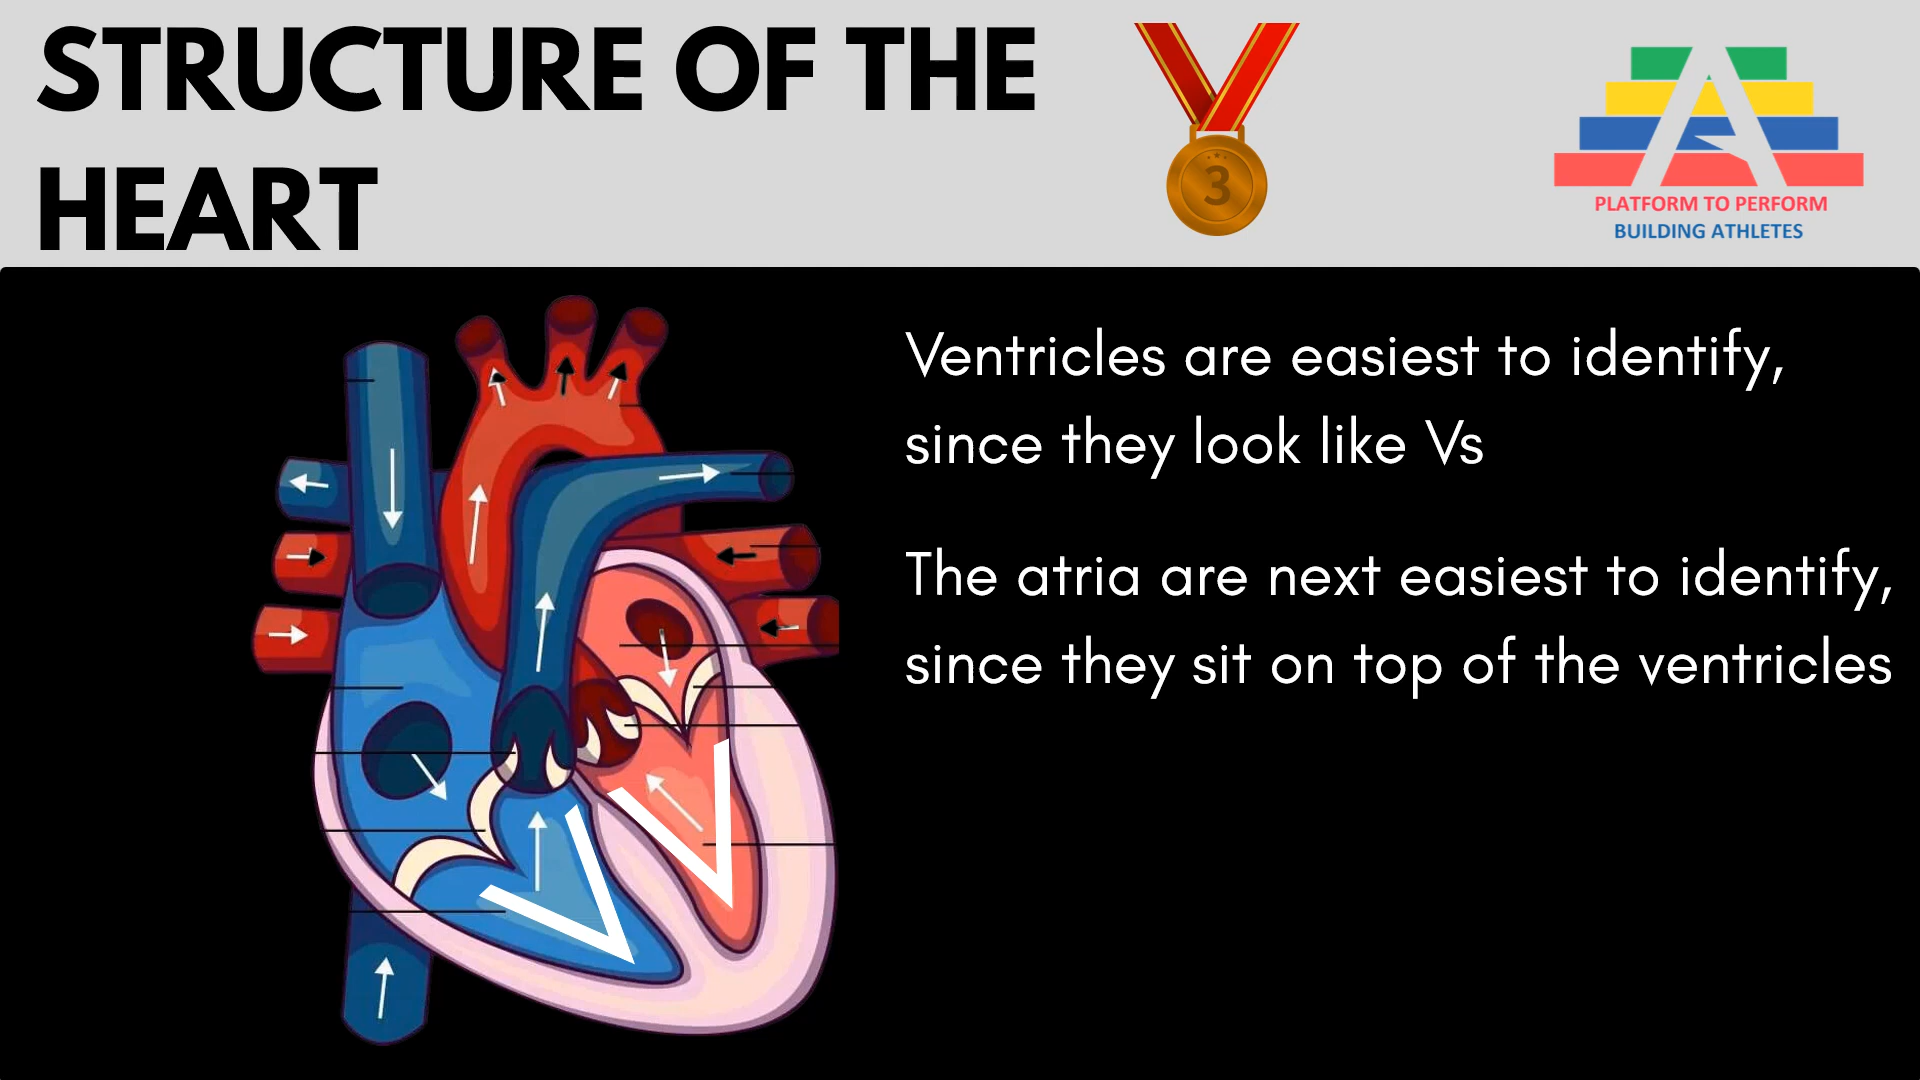 STRUCTURE OF THE
HEART
3
PLATFORM TO PERFORM
BUILDING ATHLETES
Ventricles are easiest to identify,
since they look like Vs
The atria are next easiest to identify,
since they sit on top of the ventricles
V
V